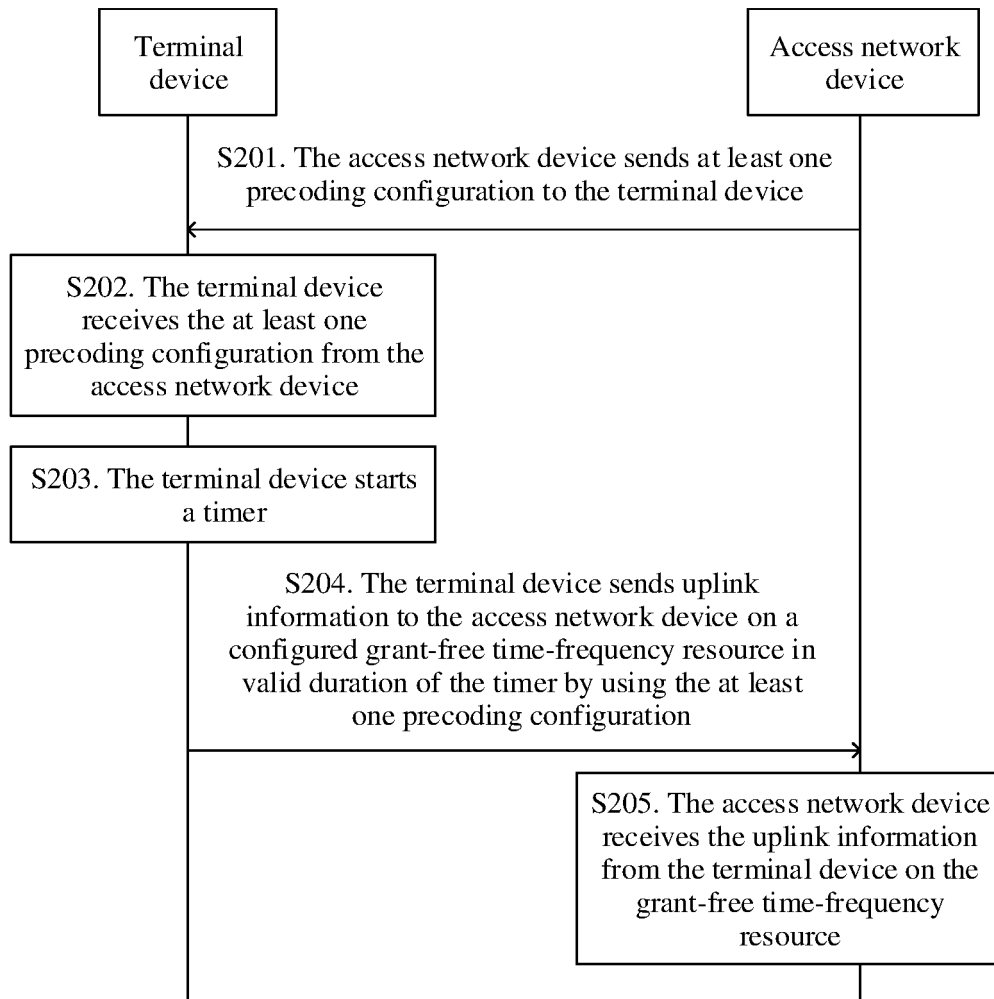 Terminal
device
Access network
device
S201. The access network device sends at least one
precoding configuration to the terminal device
S202. The terminal device
receives the at least one
precoding configuration from the
access network device
S203. The terminal device starts
a timer
S204. The terminal device sends uplink
information to the access network device on a
configured grant-free time-frequency resource in
valid duration of the timer by using the at least
one precoding configuration
S205. The access network device
receives the uplink information
from the terminal device on the
grant-free time-frequency
resource